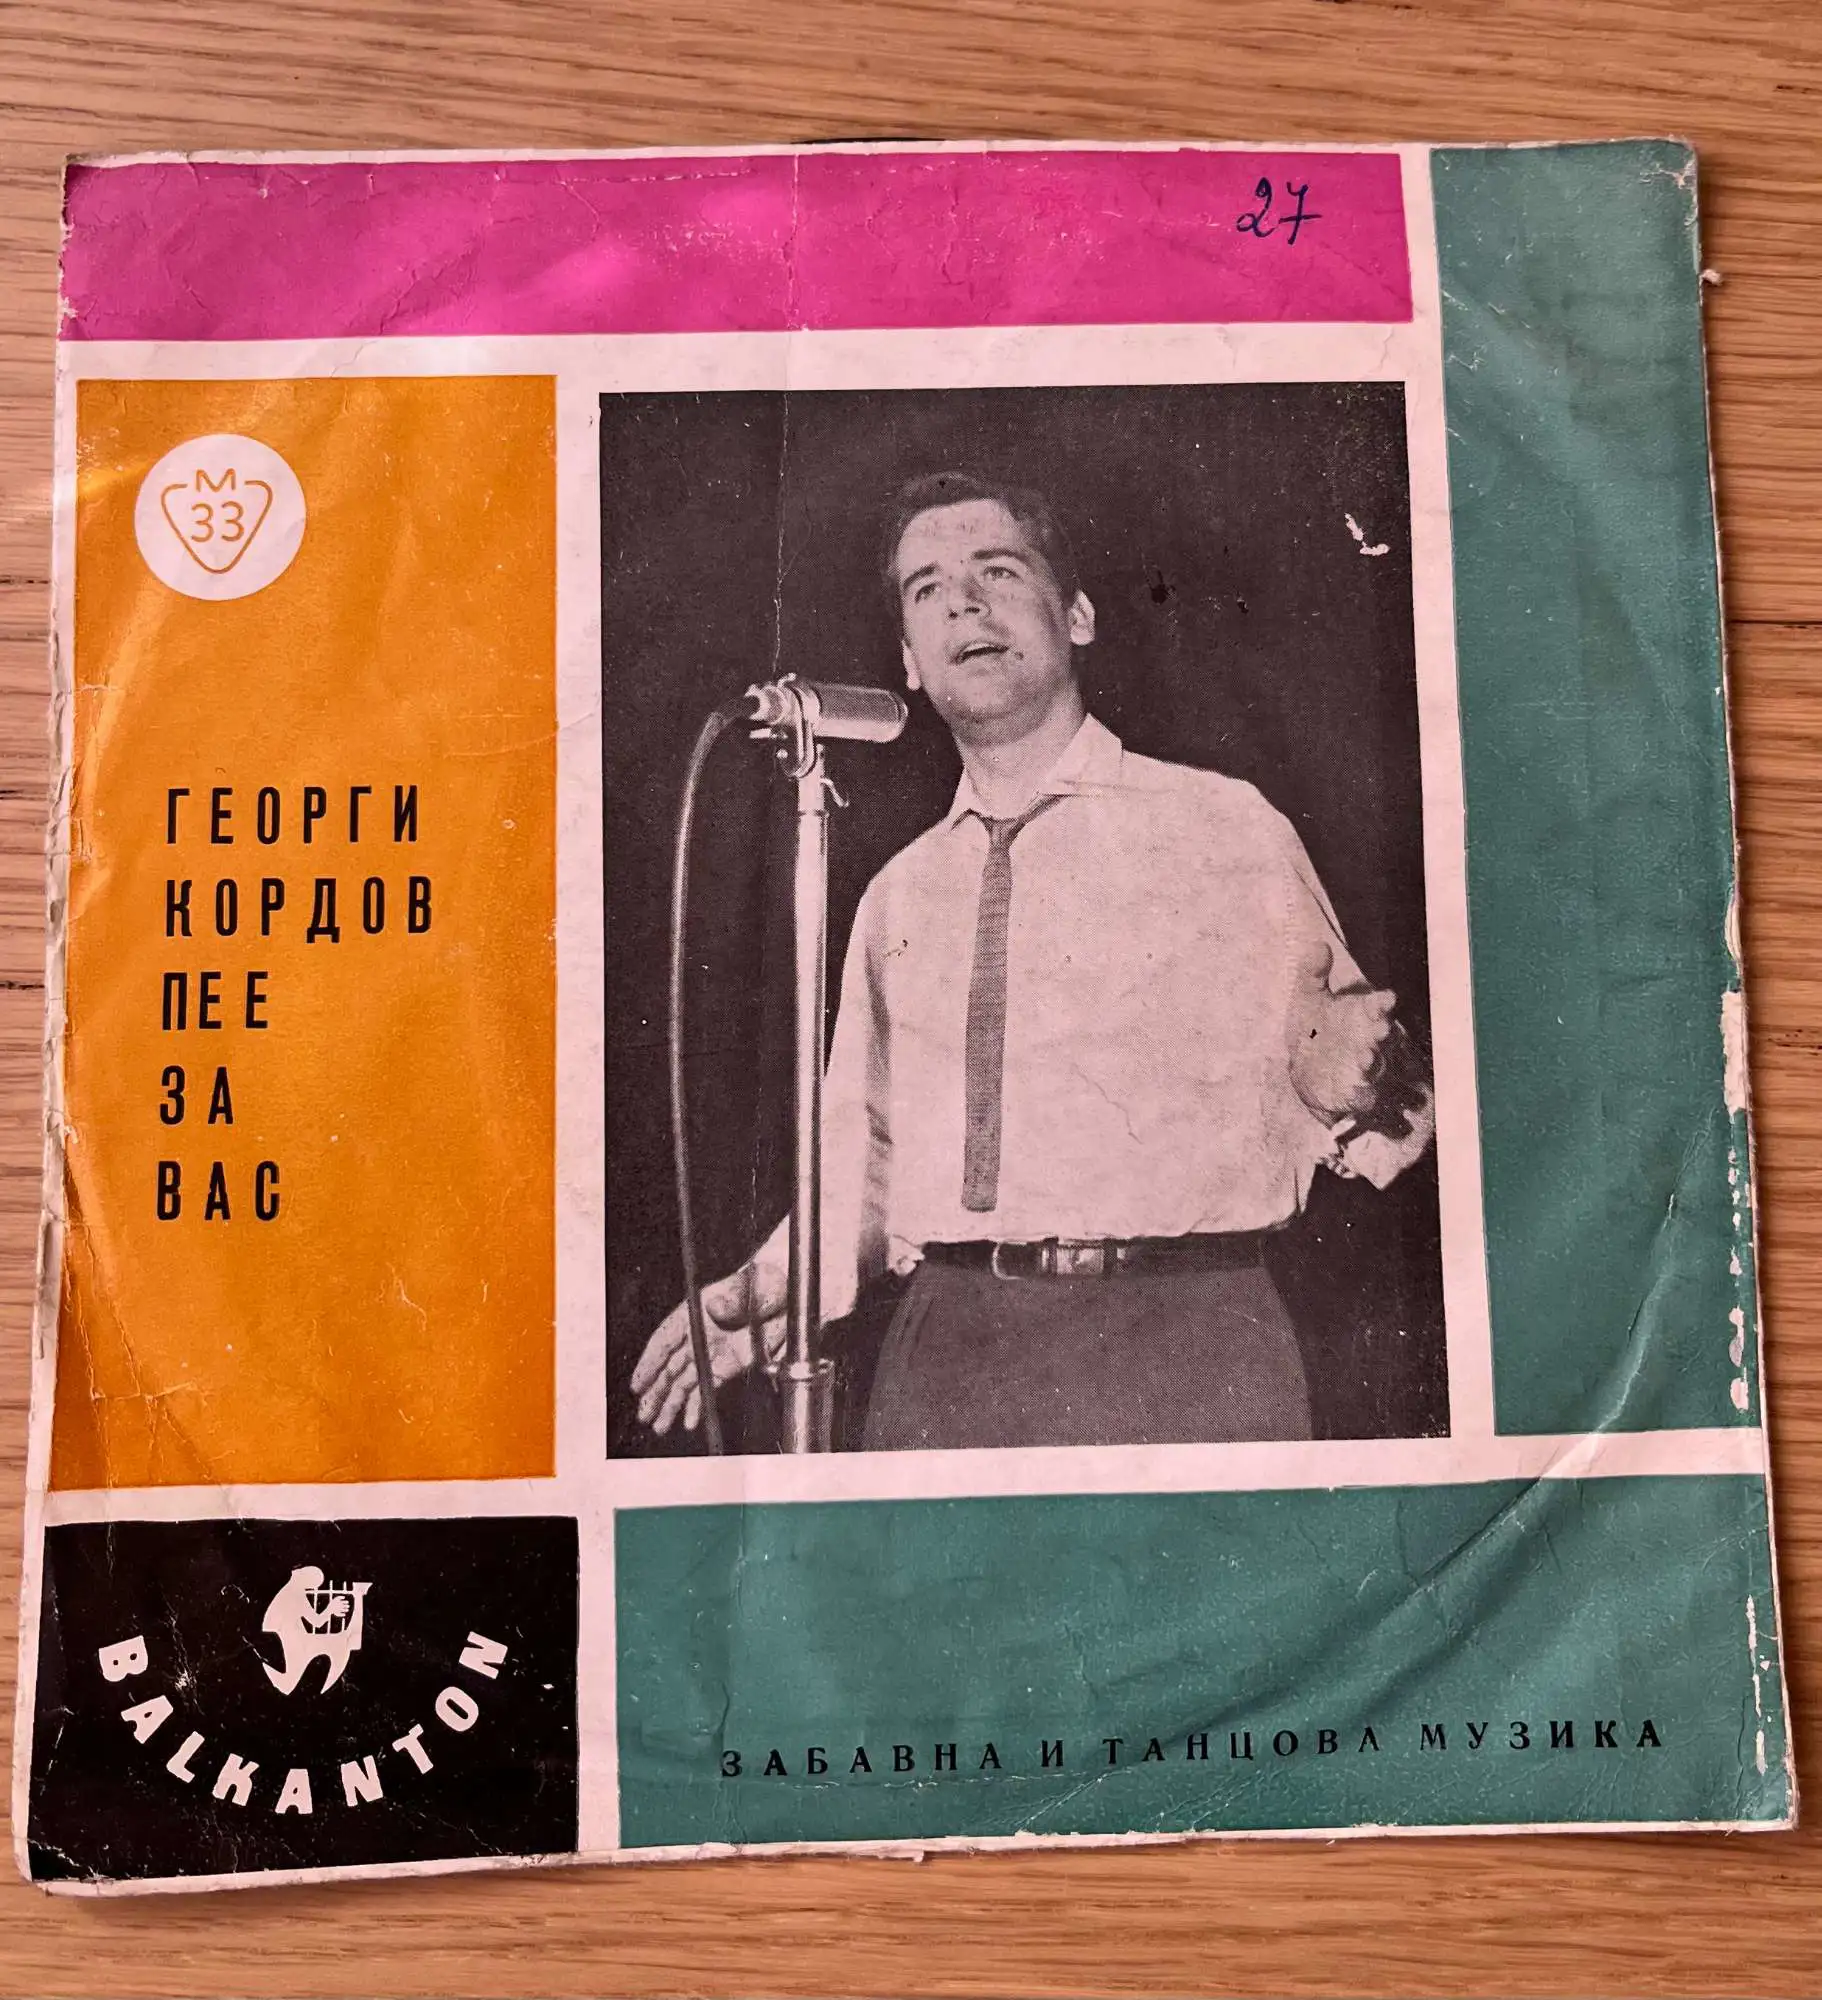 27
М
33
ГЕОРГИ
КОРДОВ
ПЕЕ
ЗА
ВАС
BALKANTON
ЗАБАВНА И ТАНЦОВА МУЗИКА